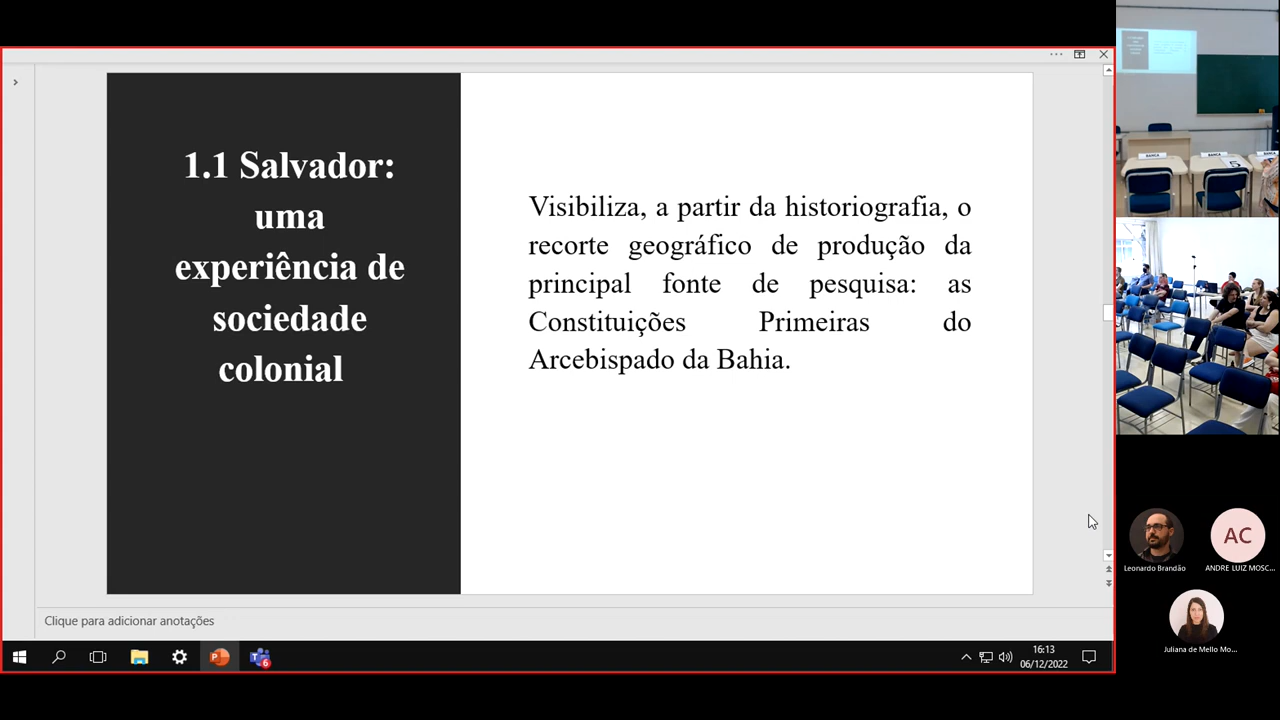 1.1 Salvador:
uma
experiência de
sociedade
colonial
Visibiliza, a partir da historiografia, o
recorte geográfico de produção da
principal fonte de pesquisa: as
Constituições Primeiras do
Arcebispado da Bahia.
Clique para adicionar anotações
16:13
06/12/2022
BANCA
BANCA
AC
Leonardo Brandão
ANDRE LUIZ MOSC...
Juliana de Mello Mo...